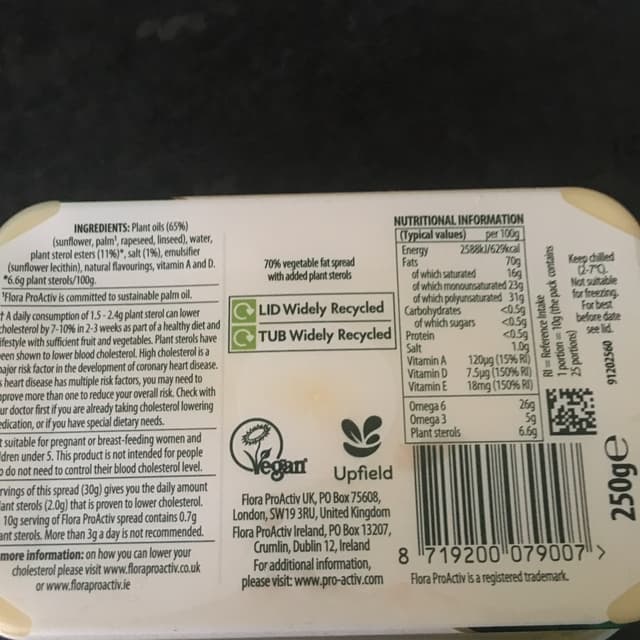 INGREDIENTS: Plant oils (65%)
(sunflower, palm¹, rapeseed, linseed), water,
plant sterol esters (11%)*, salt (1%), emulsifier
(sunflower lecithin), natural flavourings, vitamin A and D.
*6.6g plant sterols/100g.
¹Flora ProActiv is committed to sustainable palm oil.
† A daily consumption of 1.5 - 2.4g plant sterol can lower
cholesterol by 7-10% in 2-3 weeks as part of a healthy diet and
lifestyle with sufficient fruit and vegetables. Plant sterols have
been shown to lower blood cholesterol. High cholesterol is a
major risk factor in the development of coronary heart disease.
heart disease has multiple risk factors, you may need to
improve more than one to reduce your overall risk. Check with
your doctor first if you are already taking cholesterol lowering
medication, or if you have special dietary needs.
suitable for pregnant or breast-feeding women and
children under 5. This product is not intended for people
who do not need to control their blood cholesterol level.
servings of this spread (30g) gives you the daily amount
plant sterols (2.0g) that is proven to lower cholesterol.
10g serving of Flora ProActiv spread contains 0.7g
plant sterols. More than 3g a day is not recommended.
more information: on how you can lower your
cholesterol please visit www.floraproactiv.co.uk
or www.floraproactiv.ie
70% vegetable fat spread
with added plant sterols
LID Widely Recycled
TUB Widely Recycled
Vegan
Upfield
Flora ProActiv UK, PO Box 75608,
London, SW19 3RU, United Kingdom
Flora ProActiv Ireland, PO Box 13207,
Crumlin, Dublin 12, Ireland
For additional information,
please visit: www.pro-activ.com
NUTRITIONAL INFORMATION
(Typical values) per 100g
Energy 2588kJ/629kcal
Fats 70g
of which saturated 16g
of which monounsaturated 23g
of which polyunsaturated 31g
Carbohydrates <0.5g
of which sugars <0.5g
Protein <0.5g
Salt 1.0g
Vitamin A 120µg (15% RI)
Vitamin D 7.5µg (150% RI)
Vitamin E 18mg (150% RI)
Omega 6 26g
Omega 3 5g
Plant sterols 6.6g
RI = Reference Intake
1 portion = 10g (the pack contains
25 portions)
Keep chilled
(2-7°C).
Not suitable
for freezing.
For best
before date
see lid.
91202560
250g℮
8 719200 079007 >
Flora ProActiv is a registered trademark.